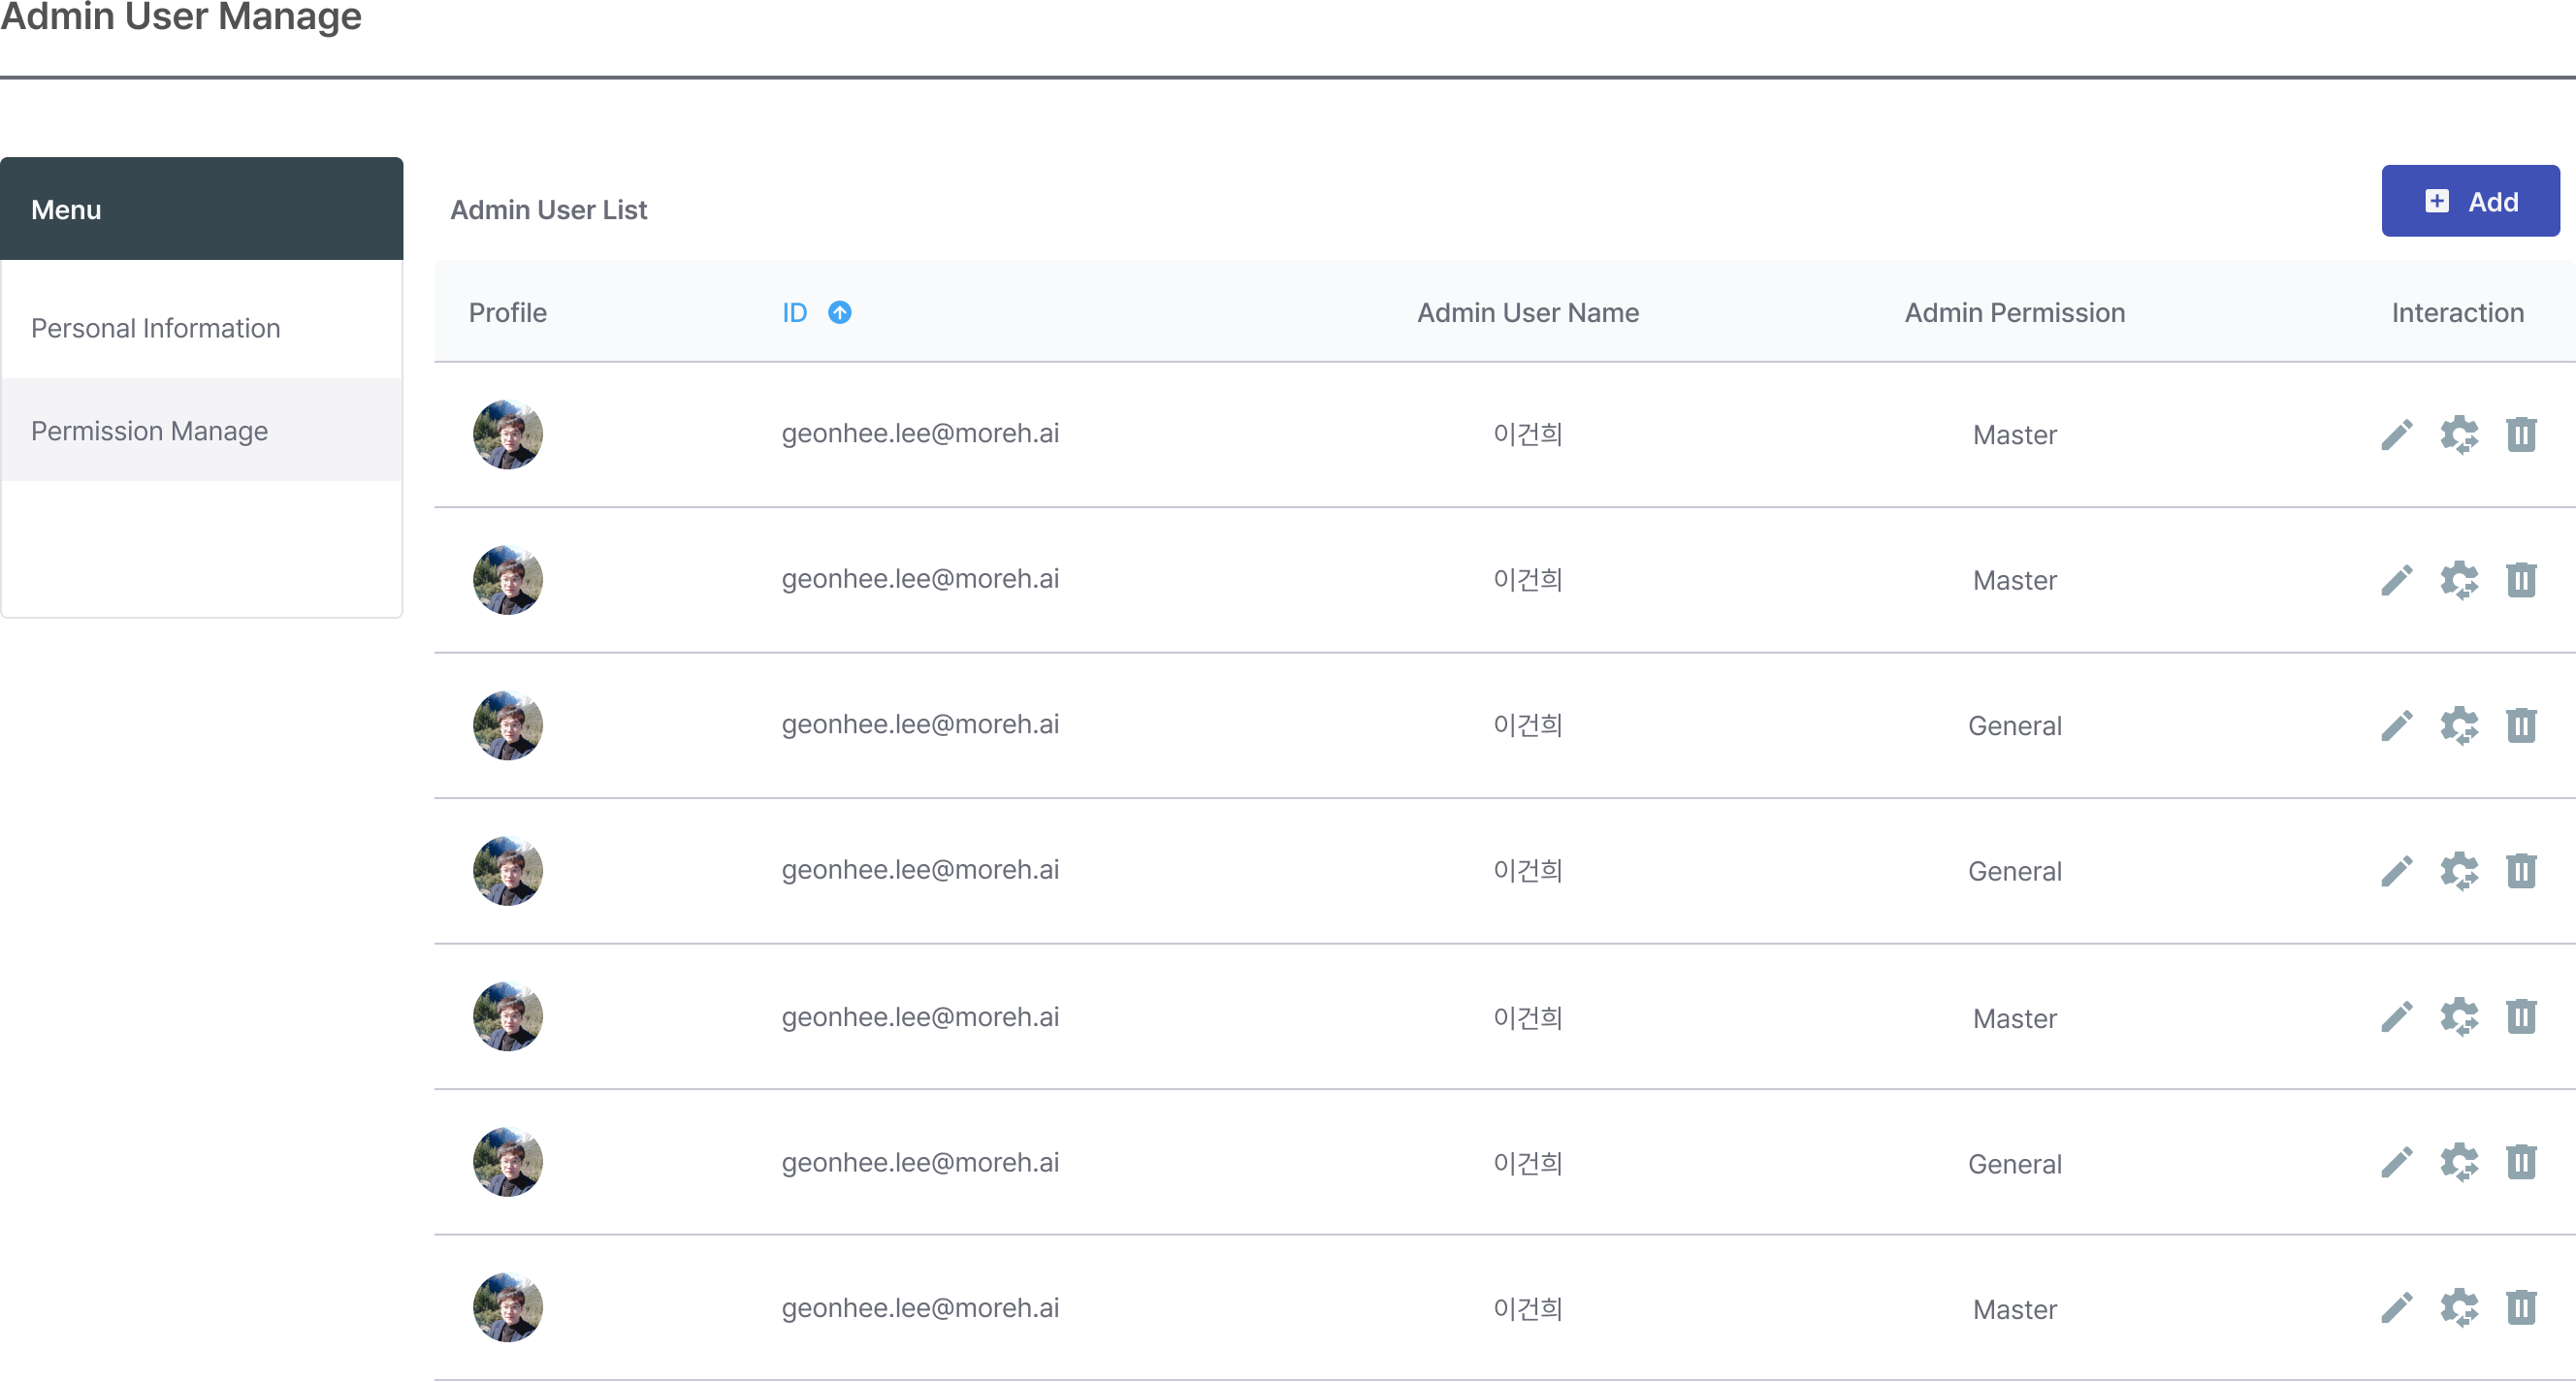 Admin User Manage
Menu
Personal Information
Permission Manage
Admin User List
Add
Profile ID Admin User Name Admin Permission Interaction
geonhee.lee@moreh.ai 이건희 Master
geonhee.lee@moreh.ai 이건희 Master
geonhee.lee@moreh.ai 이건희 General
geonhee.lee@moreh.ai 이건희 General
geonhee.lee@moreh.ai 이건희 Master
geonhee.lee@moreh.ai 이건희 General
geonhee.lee@moreh.ai 이건희 Master